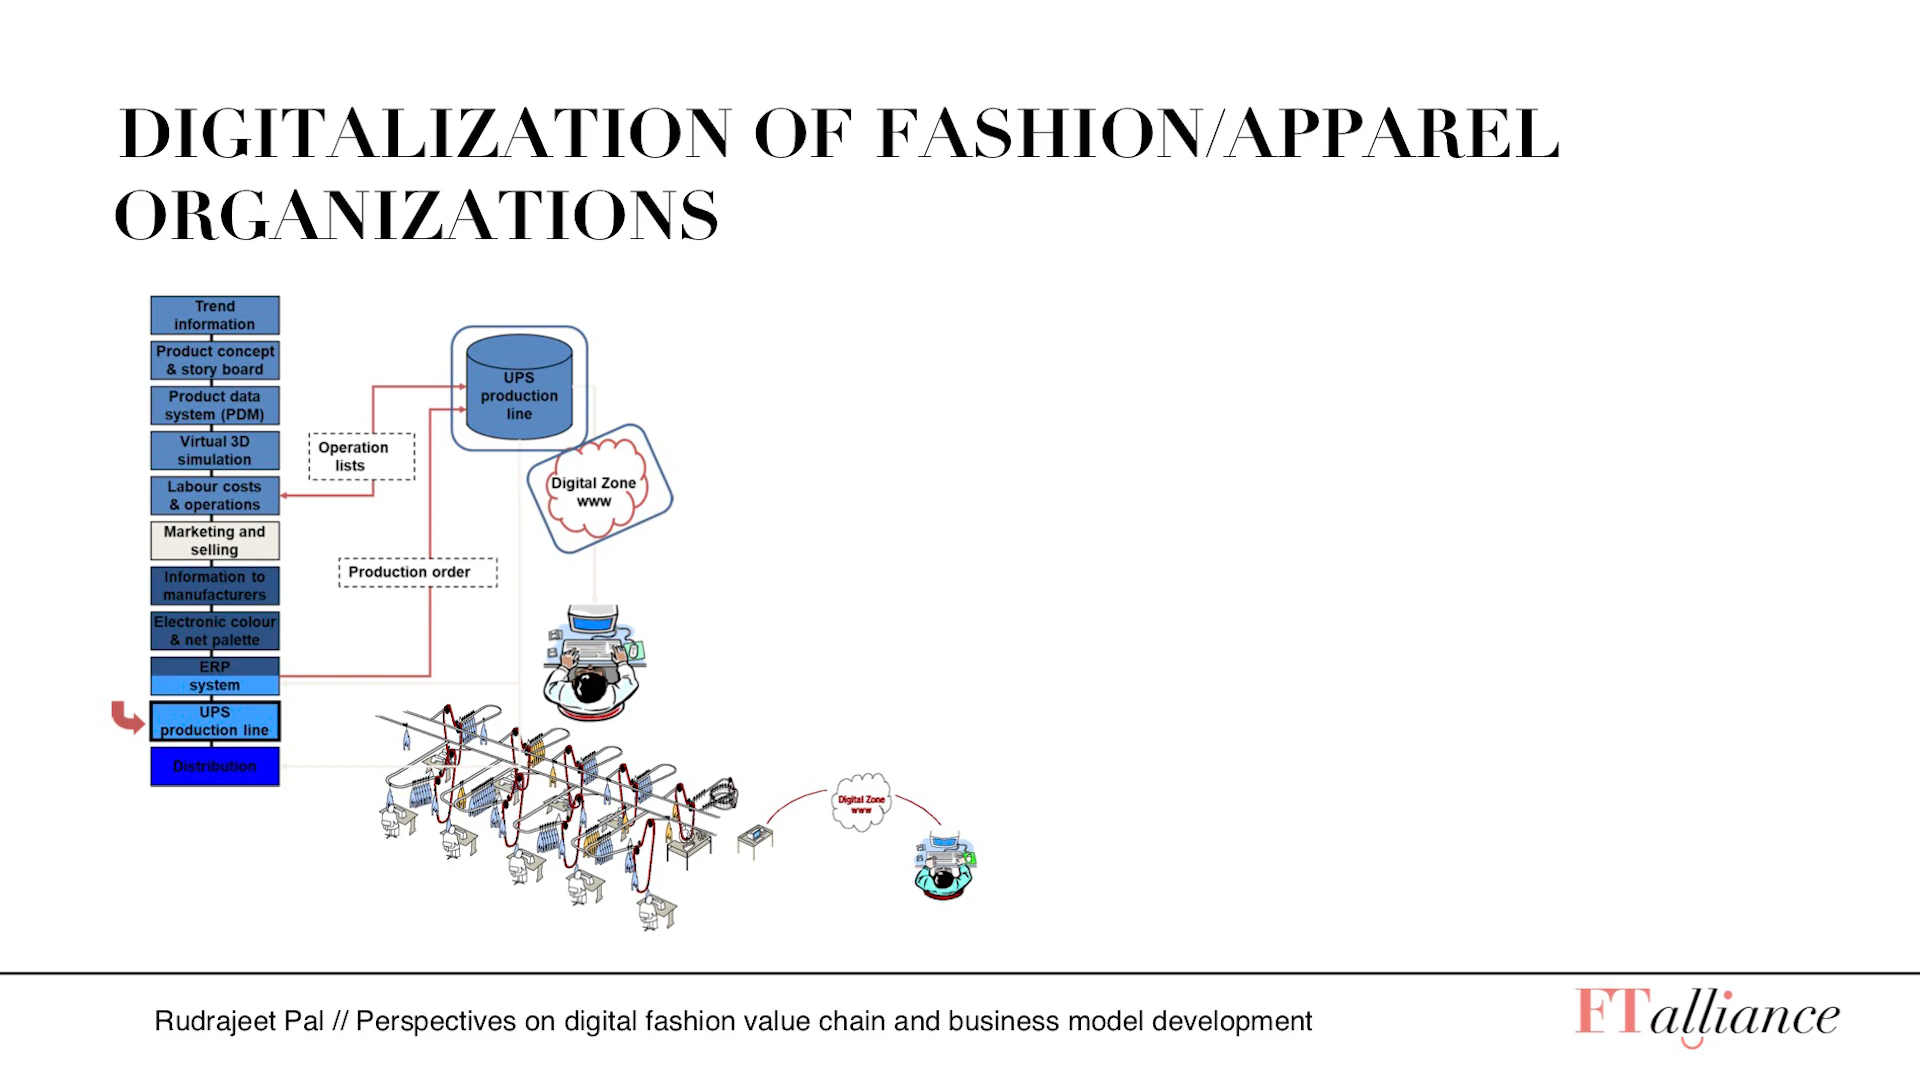 DIGITALIZATION OF FASHION/APPAREL
ORGANIZATIONS
Trend
information
Product concept
& story board
Product data
system (PDM)
Virtual 3D
simulation
Labour costs
& operations
Marketing and
selling
Information to
manufacturers
Electronic colour
& net palette
ERP
system
UPS
production line
Distribution
Operation
lists
Production order
UPS
production
line
Digital Zone
www
Digital Zone
www
Rudrajeet Pal // Perspectives on digital fashion value chain and business model development
FTalliance